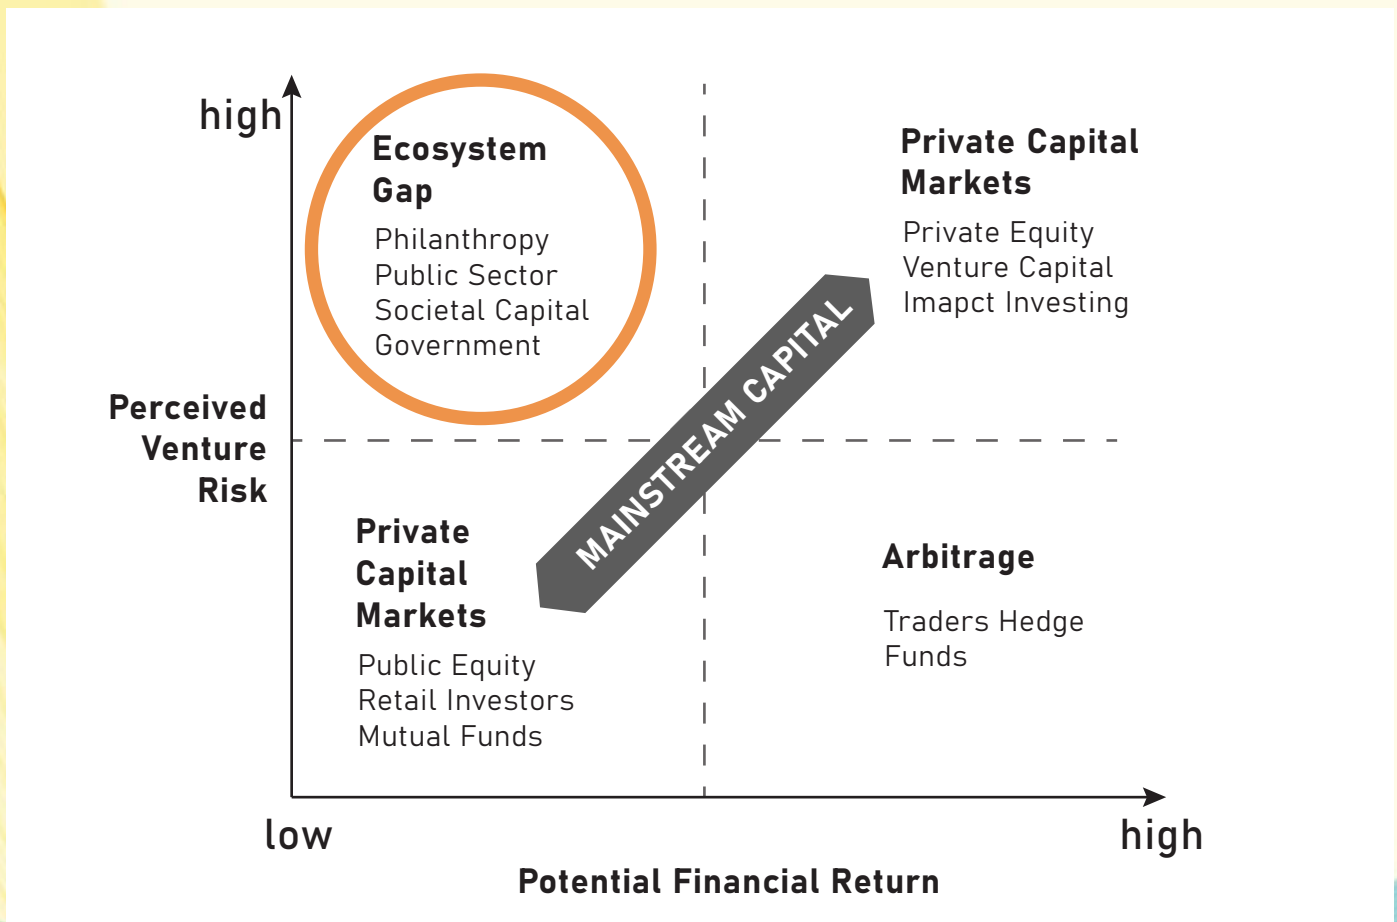 high
Ecosystem
Gap
Philanthropy
Public Sector
Societal Capital
Government
Private Capital
Markets
Private Equity
Venture Capital
Imapct Investing
MAINSTREAM CAPITAL
Perceived
Venture
Risk
Private
Capital
Markets
Public Equity
Retail Investors
Mutual Funds
Arbitrage
Traders Hedge
Funds
low
high
Potential Financial Return